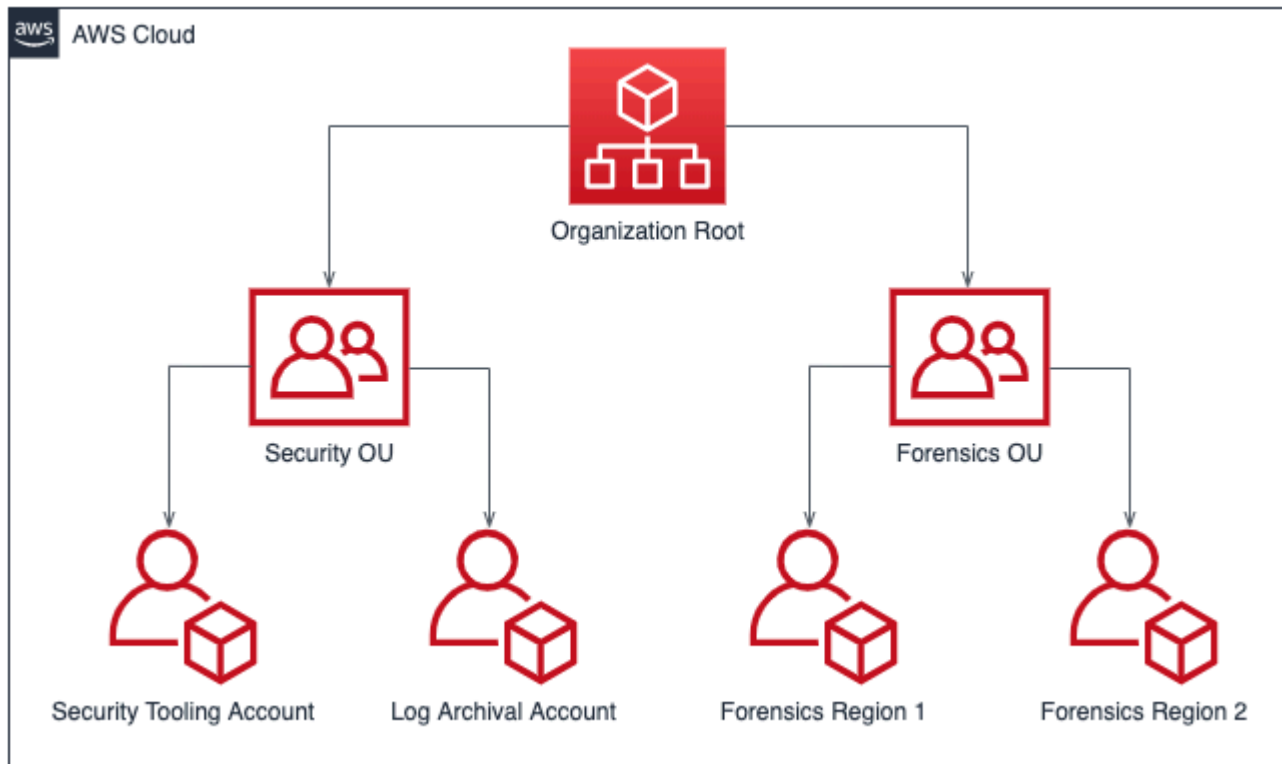 aws
AWS Cloud
Organization Root
Security OU
Forensics OU
Security Tooling Account
Log Archival Account
Forensics Region 1
Forensics Region 2